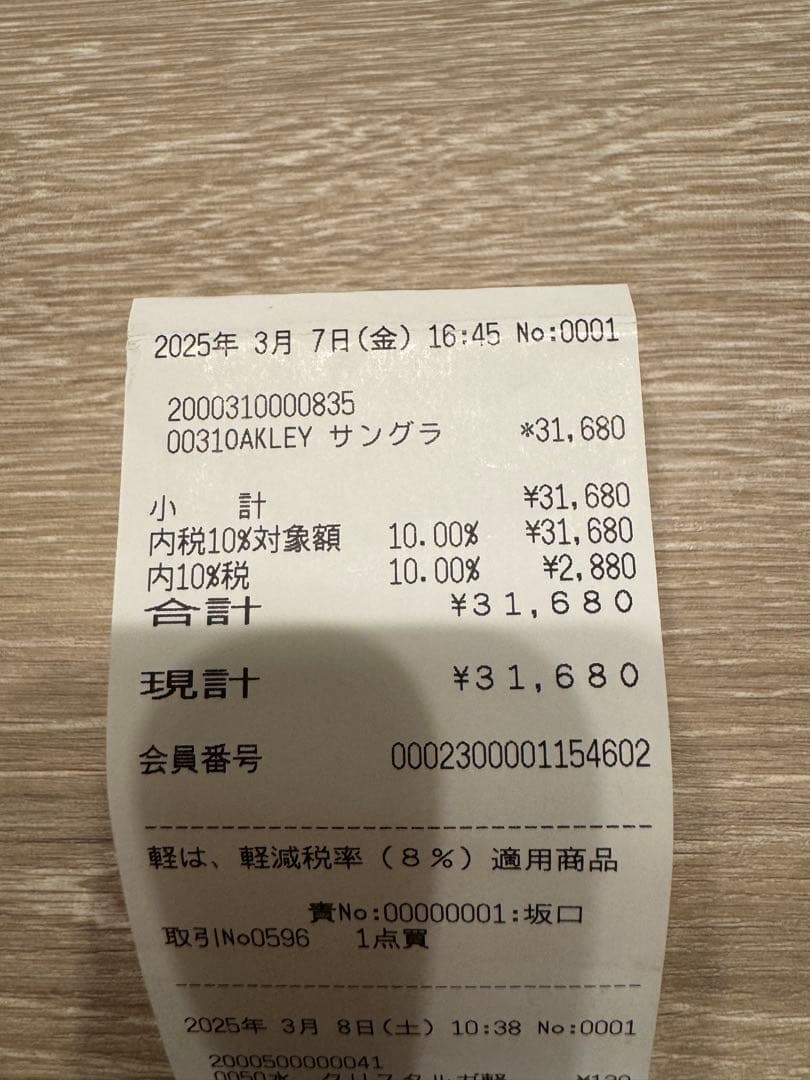 2025年 3月 7日(金) 16:45 No:0001
2000310000835
00310AKLEY サングラ *31,680
小 計 ¥31,680
内税10%対象額 10.00% ¥31,680
内10%税 10.00% ¥2,880
合計 ¥31,680
現計 ¥31,680
会員番号 0002300001154602
軽は、軽減税率(8%)適用商品
責No:00000001:坂口
取引No0596 1点買
2025年 3月 8日(土) 10:38 No:0001
2000500000041